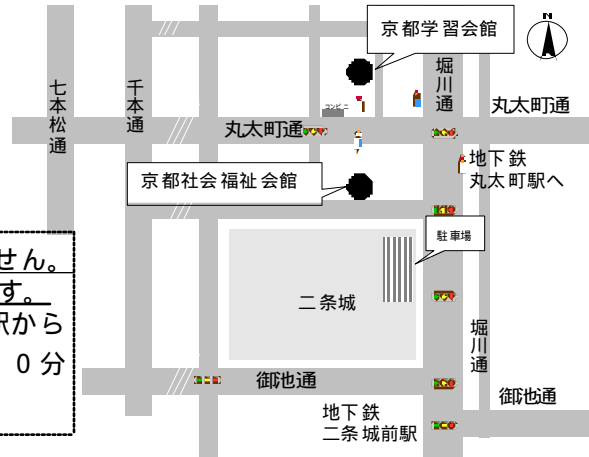 京都学習会館
N
堀川通
七本松通
千本通
コンビニ
丸太町通
丸太町通
地下鉄
丸太町駅へ
京都社会福祉会館
駐車場
せん。
す。
駅から
0分
二条城
堀川通
御池通
御池通
地下鉄
二条城前駅